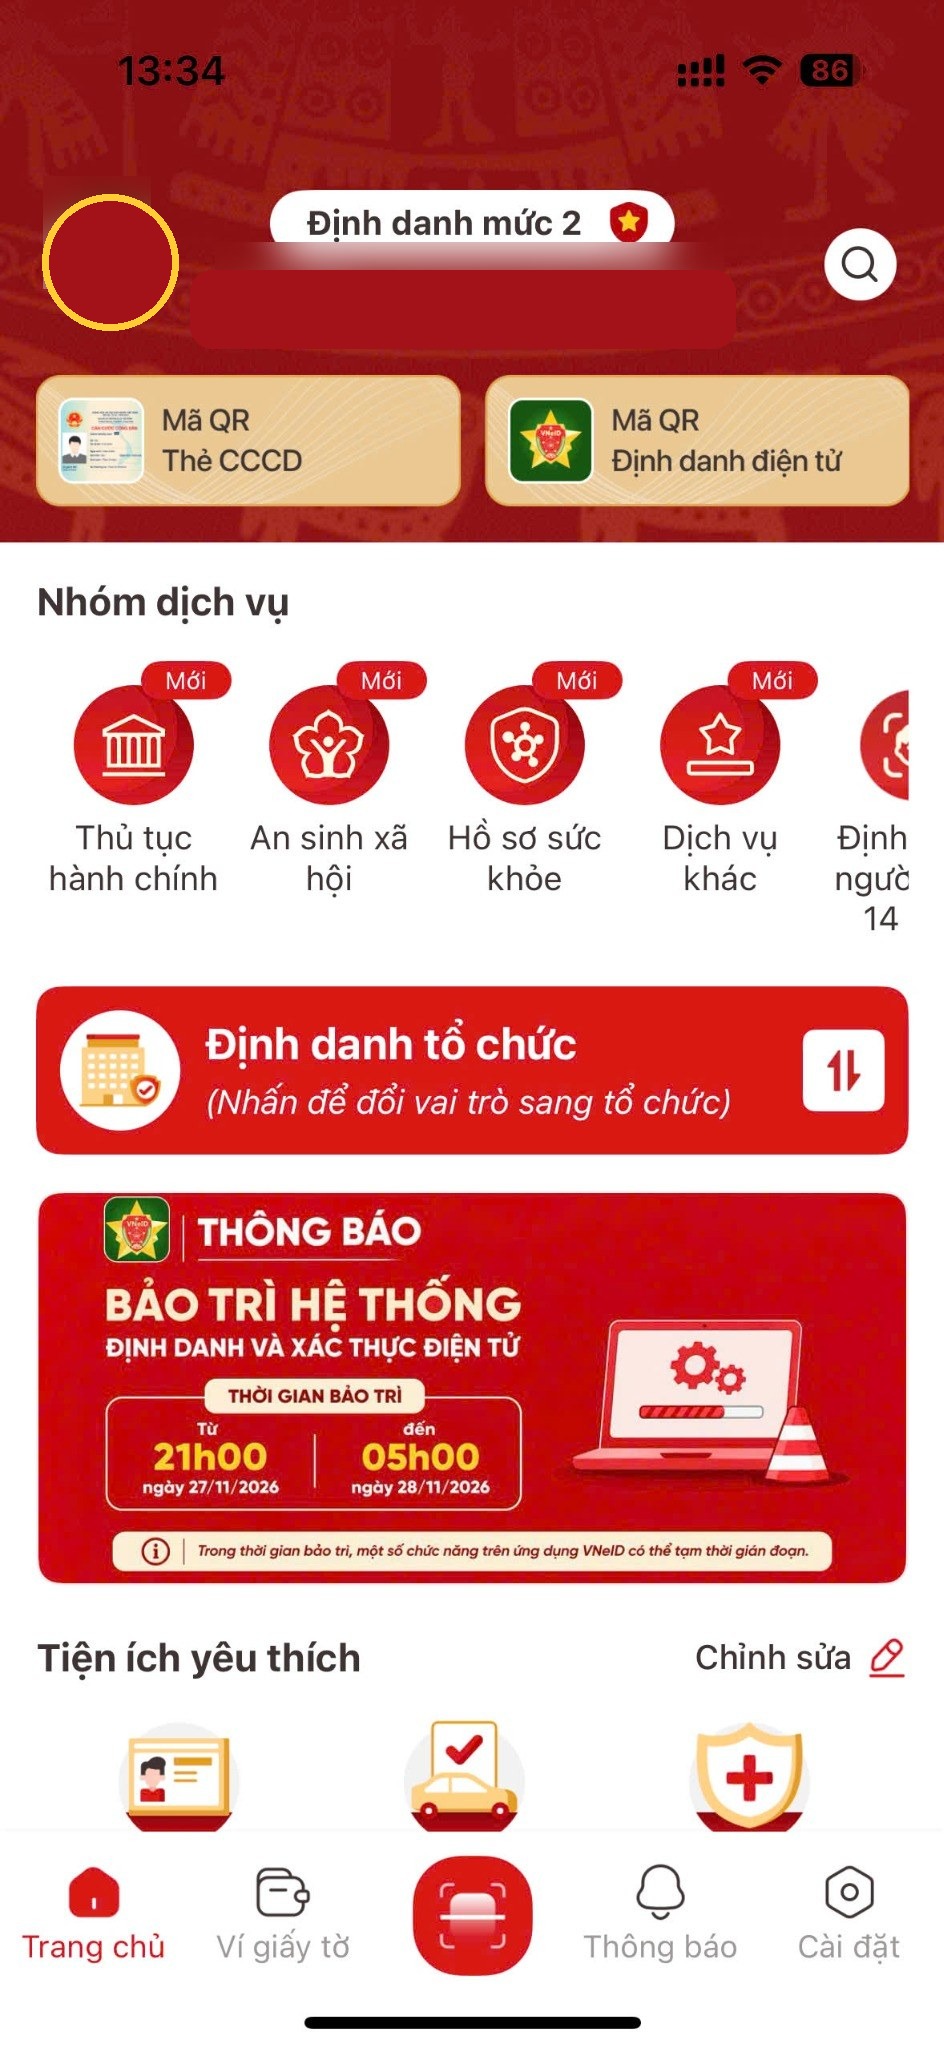 13:34
86
Định danh mức 2
Mã QR
Thẻ CCCD
Mã QR
Định danh điện tử
Nhóm dịch vụ
Mới
Mới
Mới
Mới
Thủ tục
hành chính
An sinh xã
hội
Hồ sơ sức
khỏe
Dịch vụ
khác
Định
ngườ
14
Định danh tổ chức
(Nhấn để đổi vai trò sang tổ chức)
VNeID
THÔNG BÁO
BẢO TRÌ HỆ THỐNG
ĐỊNH DANH VÀ XÁC THỰC ĐIỆN TỬ
THỜI GIAN BẢO TRÌ
Từ
21h00
ngày 27/11/2026
đến
05h00
ngày 28/11/2026
Trong thời gian bảo trì, một số chức năng trên ứng dụng VNeID có thể tạm thời gián đoạn.
Tiện ích yêu thích
Chỉnh sửa
Trang chủ
Ví giấy tờ
Thông báo
Cài đặt